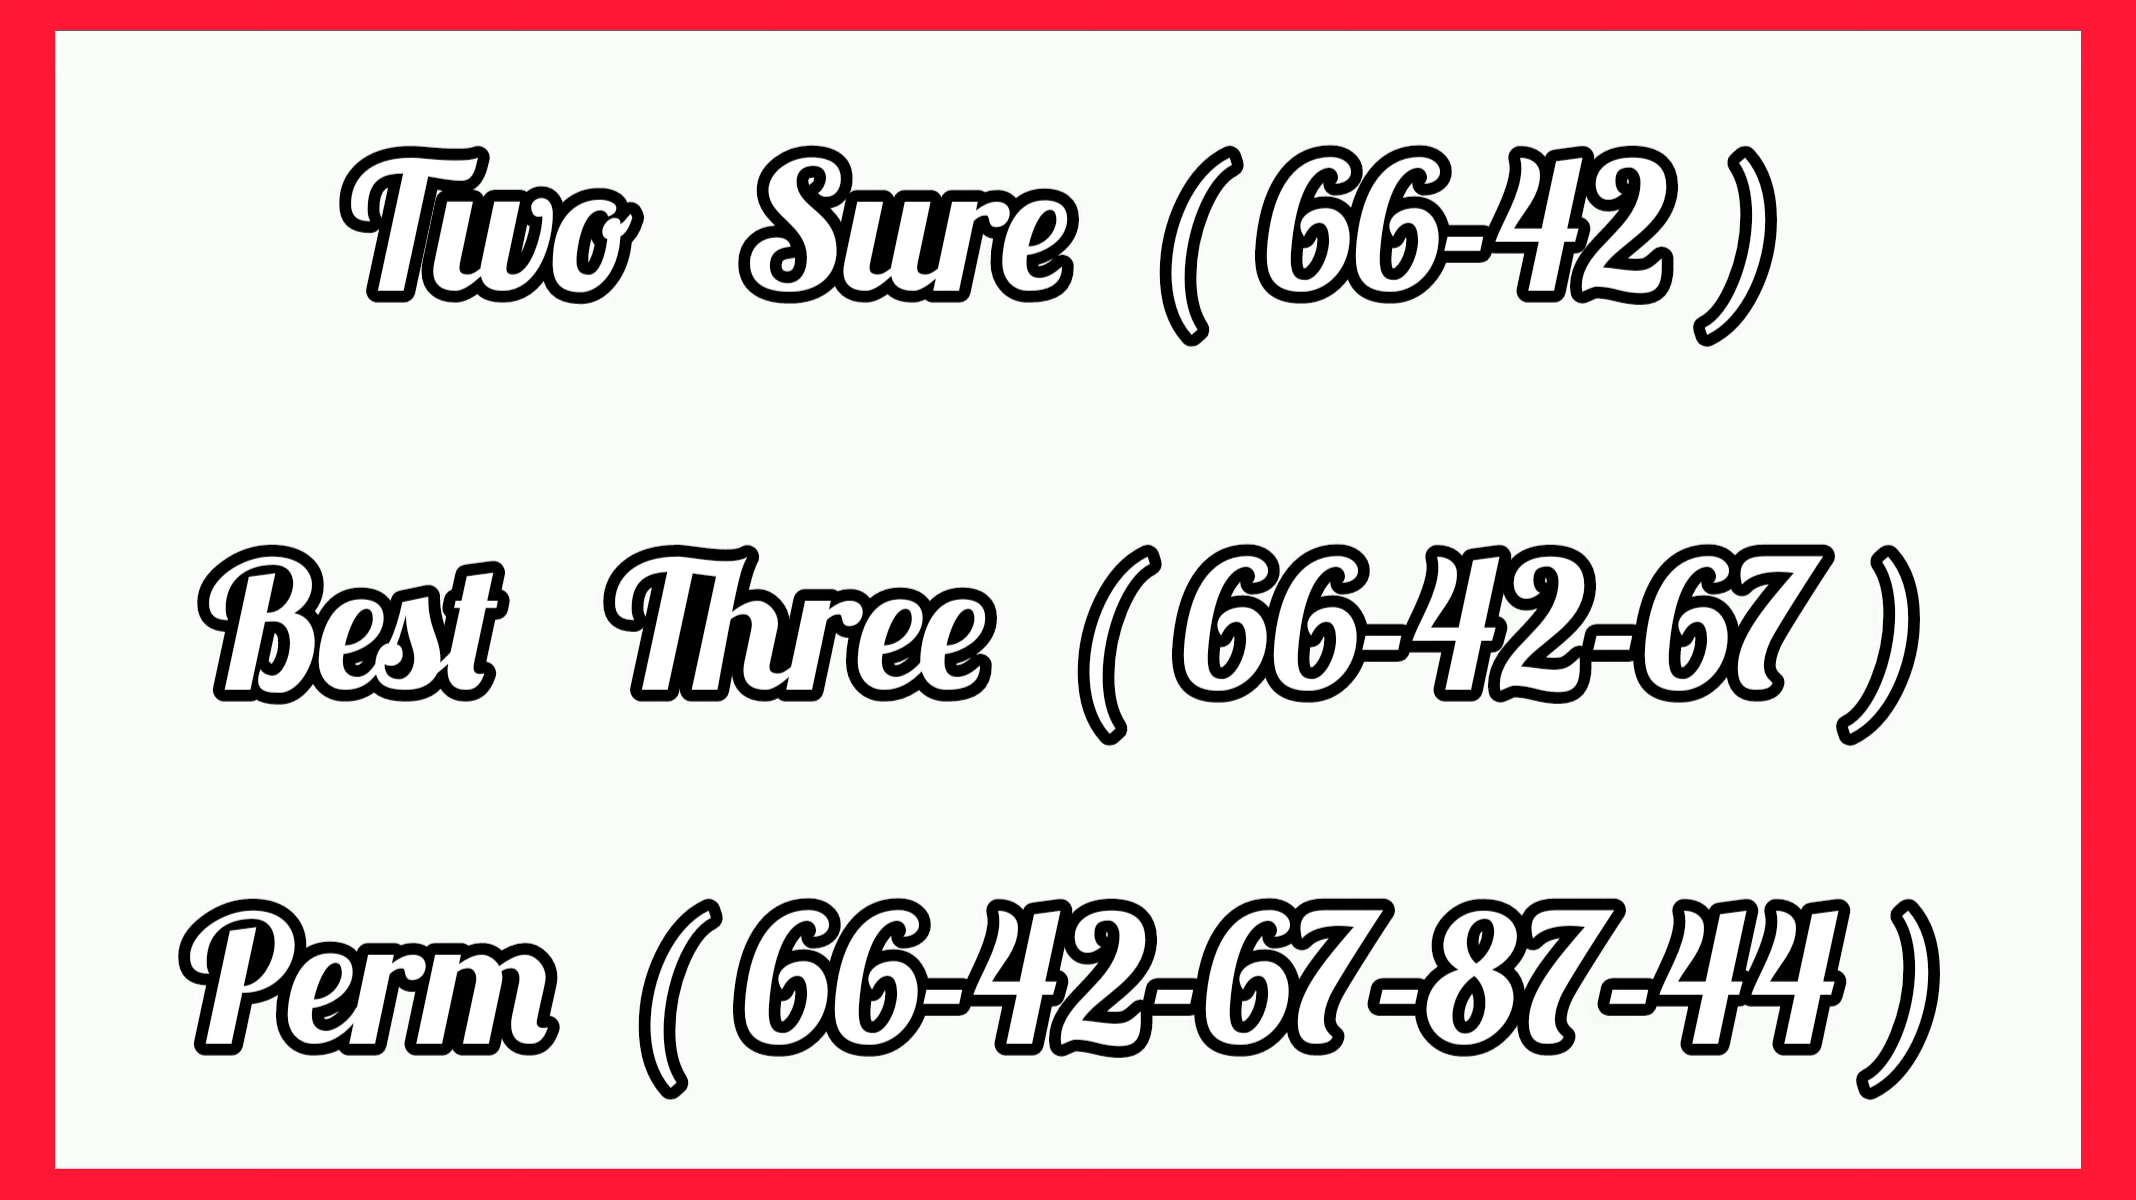 Two Sure ( 66-42 )
Best Three ( 66-42-67 )
Perm ( 66-42-67-87-44 )